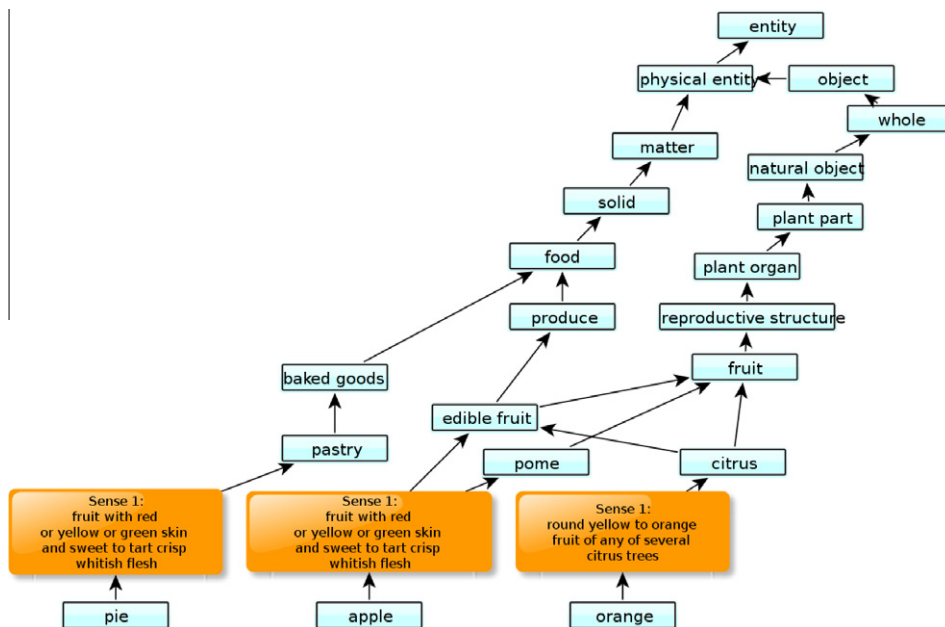 entity
physical entity
object
whole
matter
natural object
solid
plant part
food
plant organ
produce
reproductive structure
baked goods
fruit
edible fruit
pastry
pome
citrus
Sense 1:
fruit with red
or yellow or green skin
and sweet to tart crisp
whitish flesh
Sense 1:
fruit with red
or yellow or green skin
and sweet to tart crisp
whitish flesh
Sense 1:
round yellow to orange
fruit of any of several
citrus trees
pie
apple
orange